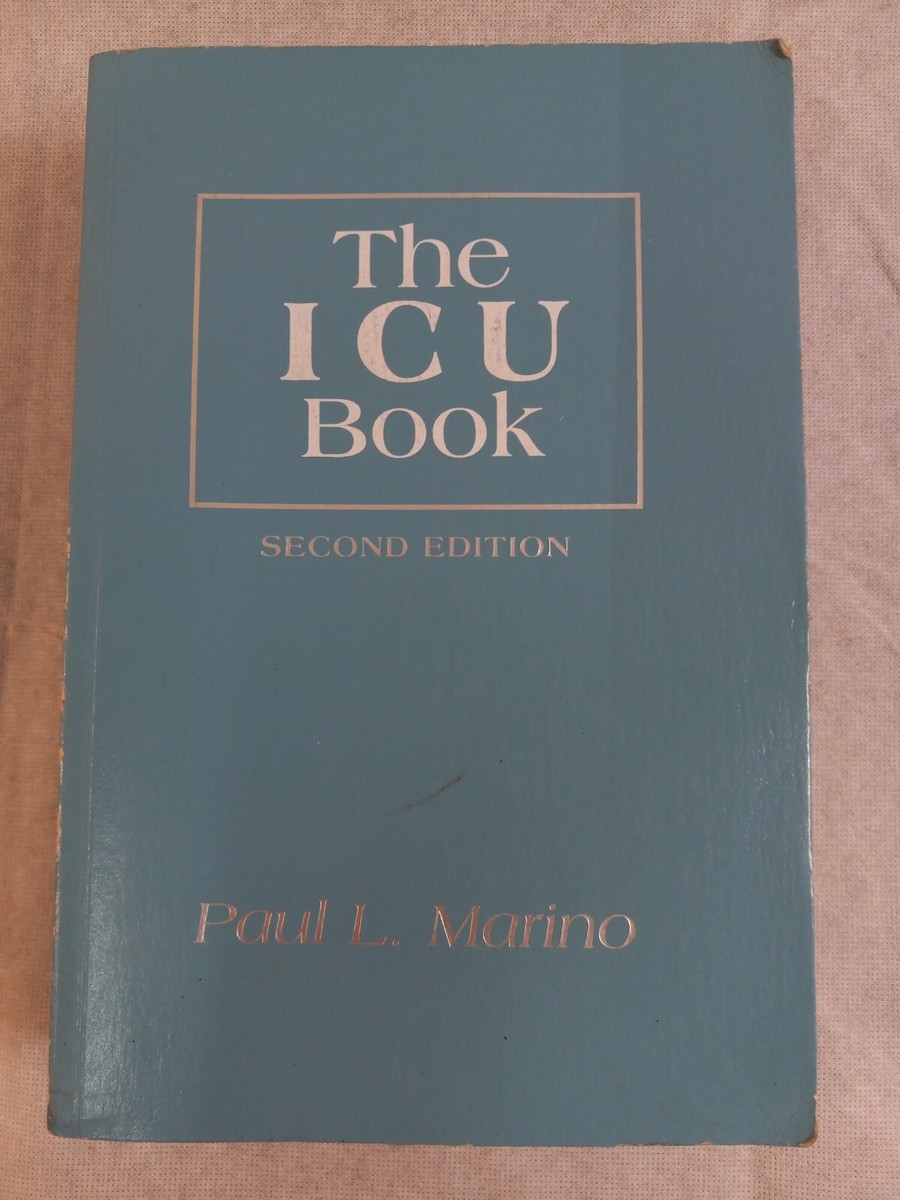 The
ICU
Book
SECOND EDITION
Paul L. Marino